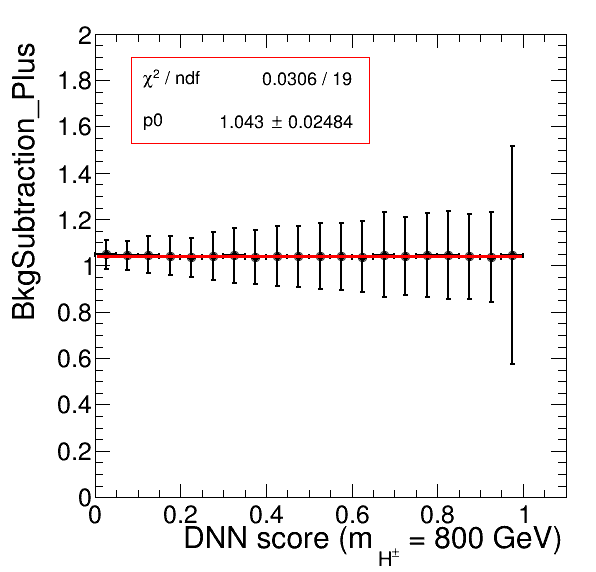 BkgSubtraction_Plus
2
1.8
1.6
1.4
1.2
1
0.8
0.6
0.4
0.2
0
χ² / ndf 0.0306 / 19
p0 1.043 ± 0.02484
0 0.2 0.4 0.6 0.8 1
DNN score (m_H± = 800 GeV)